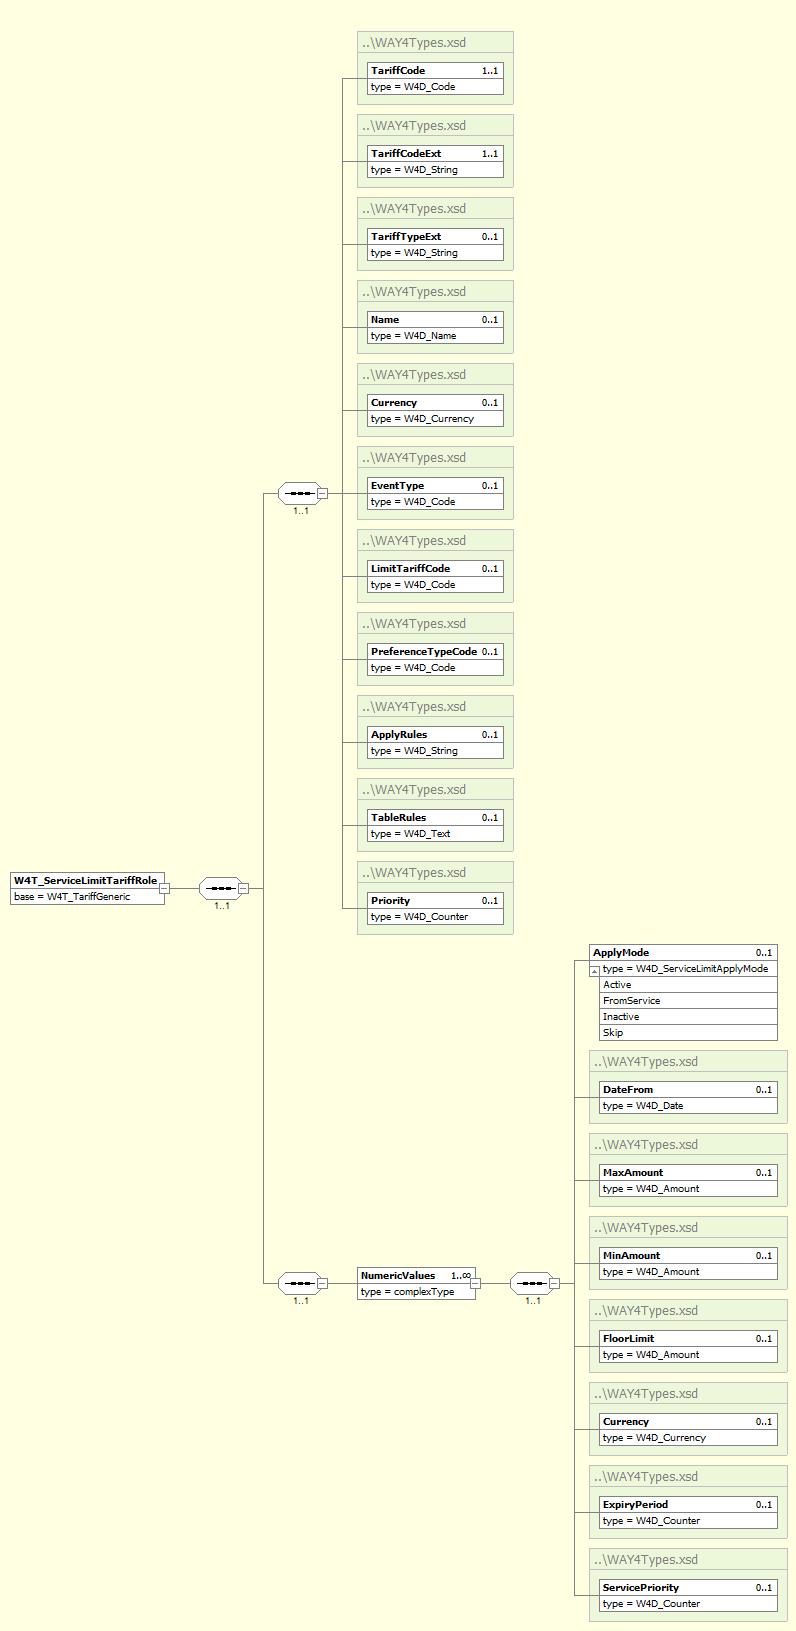 ..\WAY4Types.xsd
TariffCode 1..1
type = W4D_Code
..\WAY4Types.xsd
TariffCodeExt 1..1
type = W4D_String
..\WAY4Types.xsd
TariffTypeExt 0..1
type = W4D_String
..\WAY4Types.xsd
Name 0..1
type = W4D_Name
..\WAY4Types.xsd
Currency 0..1
type = W4D_Currency
..\WAY4Types.xsd
EventType 0..1
type = W4D_Code
1..1
..\WAY4Types.xsd
LimitTariffCode 0..1
type = W4D_Code
..\WAY4Types.xsd
PreferenceTypeCode 0..1
type = W4D_Code
..\WAY4Types.xsd
ApplyRules 0..1
type = W4D_String
..\WAY4Types.xsd
TableRules 0..1
type = W4D_Text
..\WAY4Types.xsd
Priority 0..1
type = W4D_Counter
W4T_ServiceLimitTariffRole
base = W4T_TariffGeneric
1..1
ApplyMode 0..1
type = W4D_ServiceLimitApplyMode
Active
FromService
Inactive
Skip
..\WAY4Types.xsd
DateFrom 0..1
type = W4D_Date
..\WAY4Types.xsd
MaxAmount 0..1
type = W4D_Amount
..\WAY4Types.xsd
MinAmount 0..1
type = W4D_Amount
1..1
NumericValues 1..∞
type = complexType
1..1
..\WAY4Types.xsd
FloorLimit 0..1
type = W4D_Amount
..\WAY4Types.xsd
Currency 0..1
type = W4D_Currency
..\WAY4Types.xsd
ExpiryPeriod 0..1
type = W4D_Counter
..\WAY4Types.xsd
ServicePriority 0..1
type = W4D_Counter